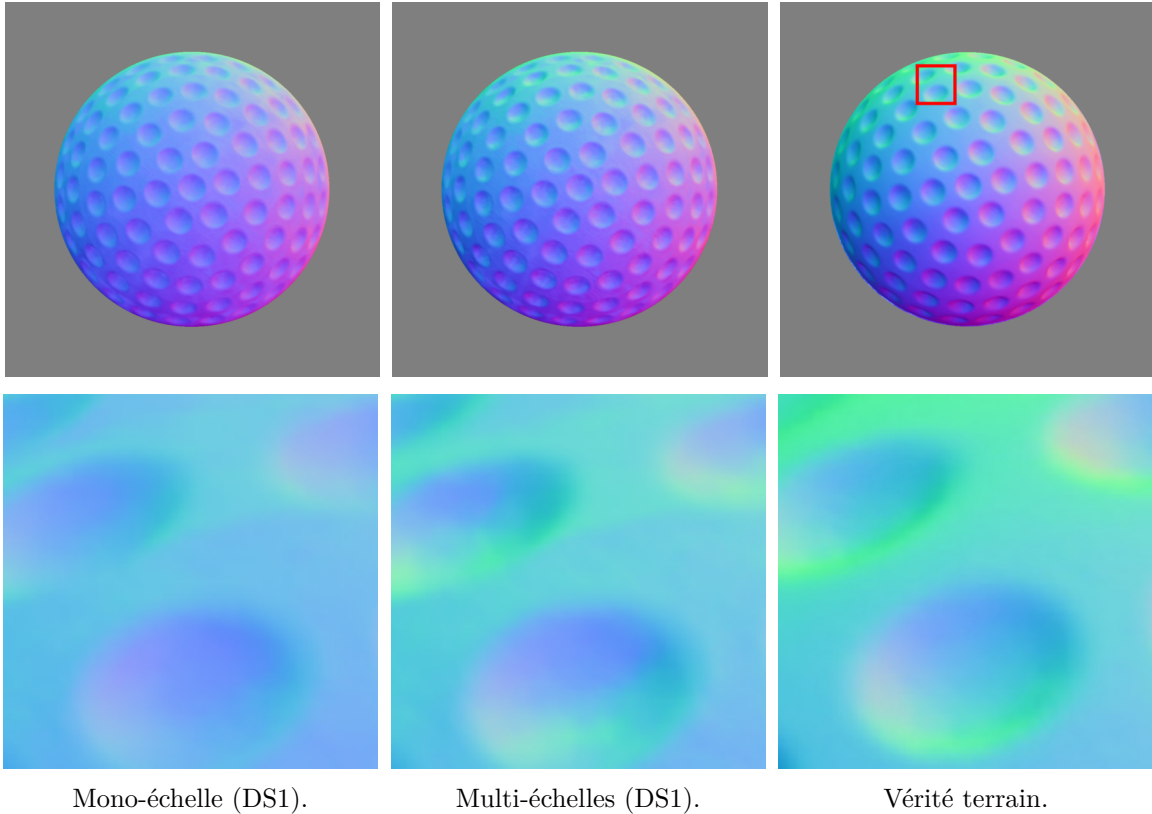 Mono-échelle (DS1).
Multi-échelles (DS1).
Vérité terrain.